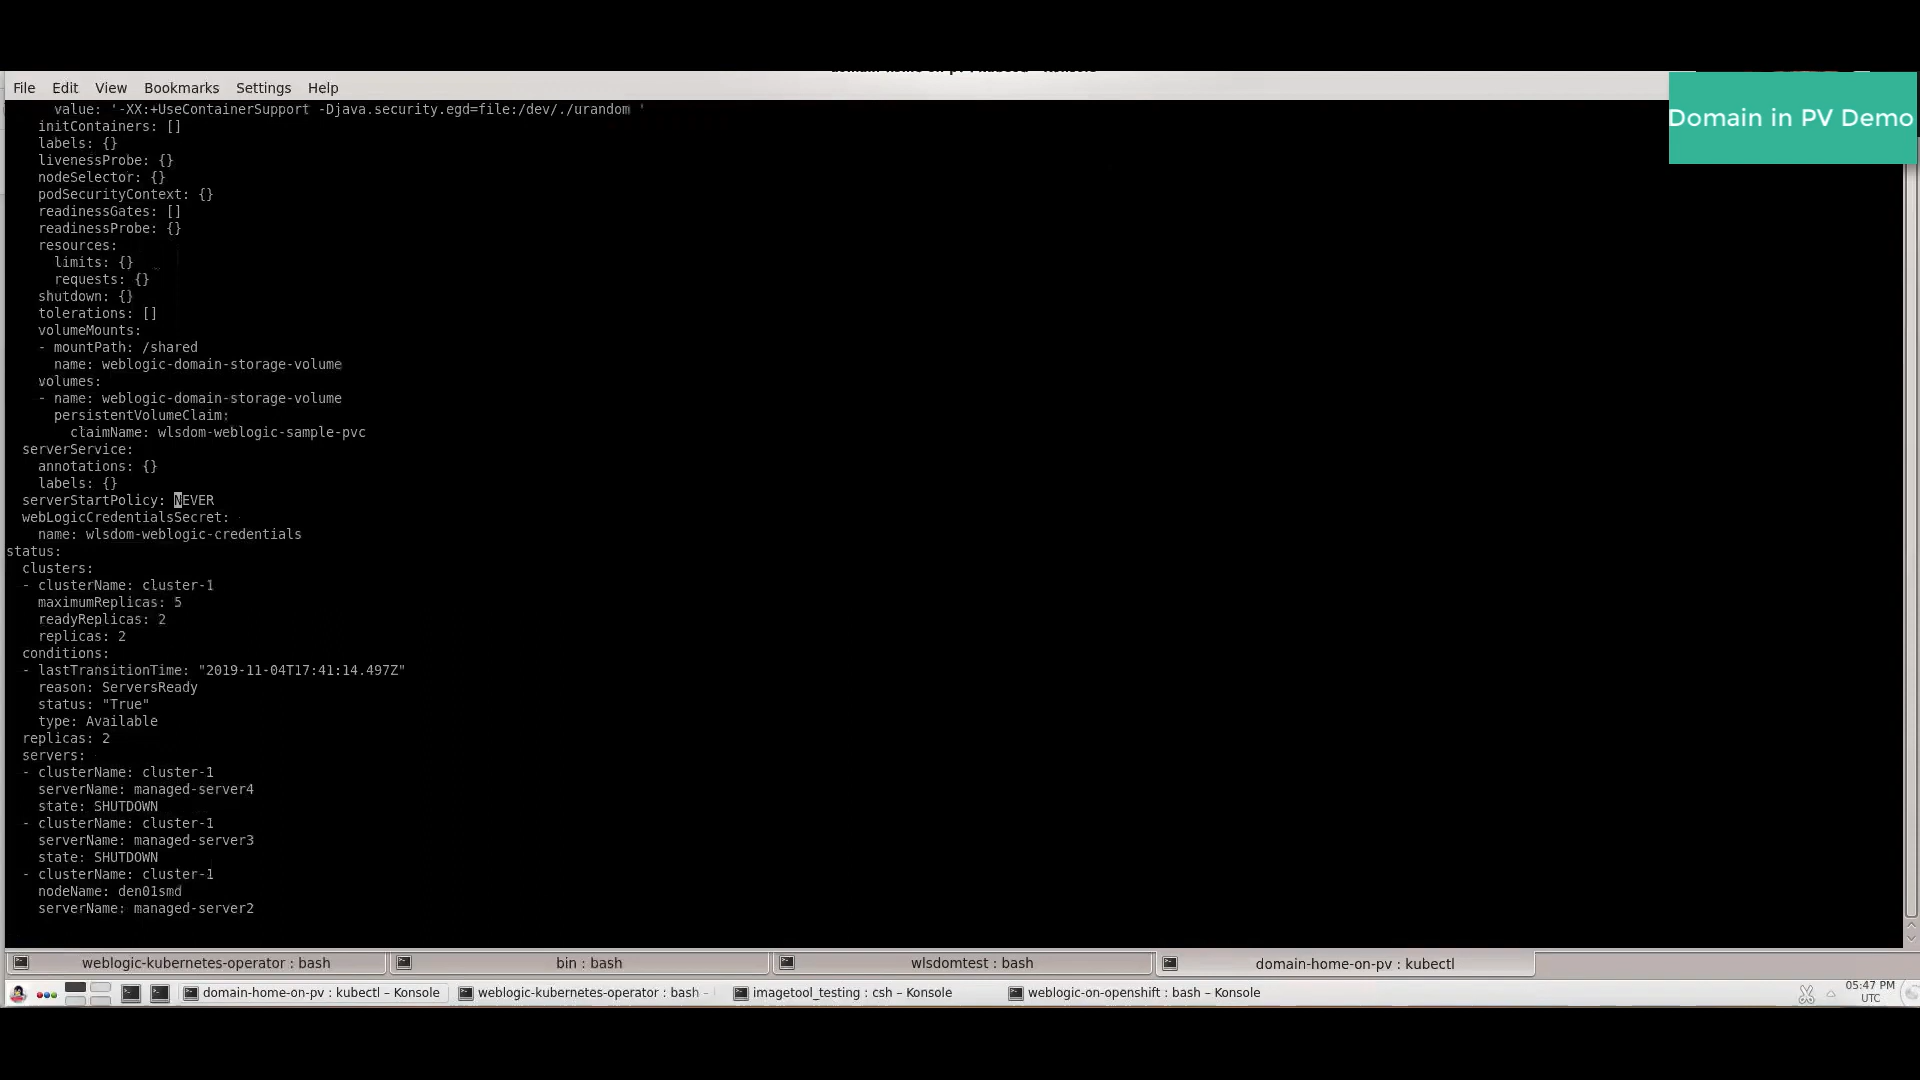 File Edit View Bookmarks Settings Help
Domain in PV Demo
value: '-XX:+UseContainerSupport -Djava.security.egd=file:/dev/./urandom '
initContainers: []
labels: {}
livenessProbe: {}
nodeSelector: {}
podSecurityContext: {}
readinessGates: []
readinessProbe: {}
resources:
limits: {}
requests: {}
shutdown: {}
tolerations: []
volumeMounts:
- mountPath: /shared
name: weblogic-domain-storage-volume
volumes:
- name: weblogic-domain-storage-volume
persistentVolumeClaim:
claimName: wlsdom-weblogic-sample-pvc
serverService:
annotations: {}
labels: {}
serverStartPolicy: NEVER
webLogicCredentialsSecret:
name: wlsdom-weblogic-credentials
status:
clusters:
- clusterName: cluster-1
maximumReplicas: 5
readyReplicas: 2
replicas: 2
conditions:
- lastTransitionTime: "2019-11-04T17:41:14.497Z"
reason: ServersReady
status: "True"
type: Available
replicas: 2
servers:
- clusterName: cluster-1
serverName: managed-server4
state: SHUTDOWN
- clusterName: cluster-1
serverName: managed-server3
state: SHUTDOWN
- clusterName: cluster-1
nodeName: den01smd
serverName: managed-server2
weblogic-kubernetes-operator : bash
bin : bash
wlsdomtest : bash
domain-home-on-pv : kubectl
domain-home-on-pv : kubectl – Konsole
weblogic-kubernetes-operator : bash –
imagetool_testing : csh – Konsole
weblogic-on-openshift : bash – Konsole
05:47 PM
UTC